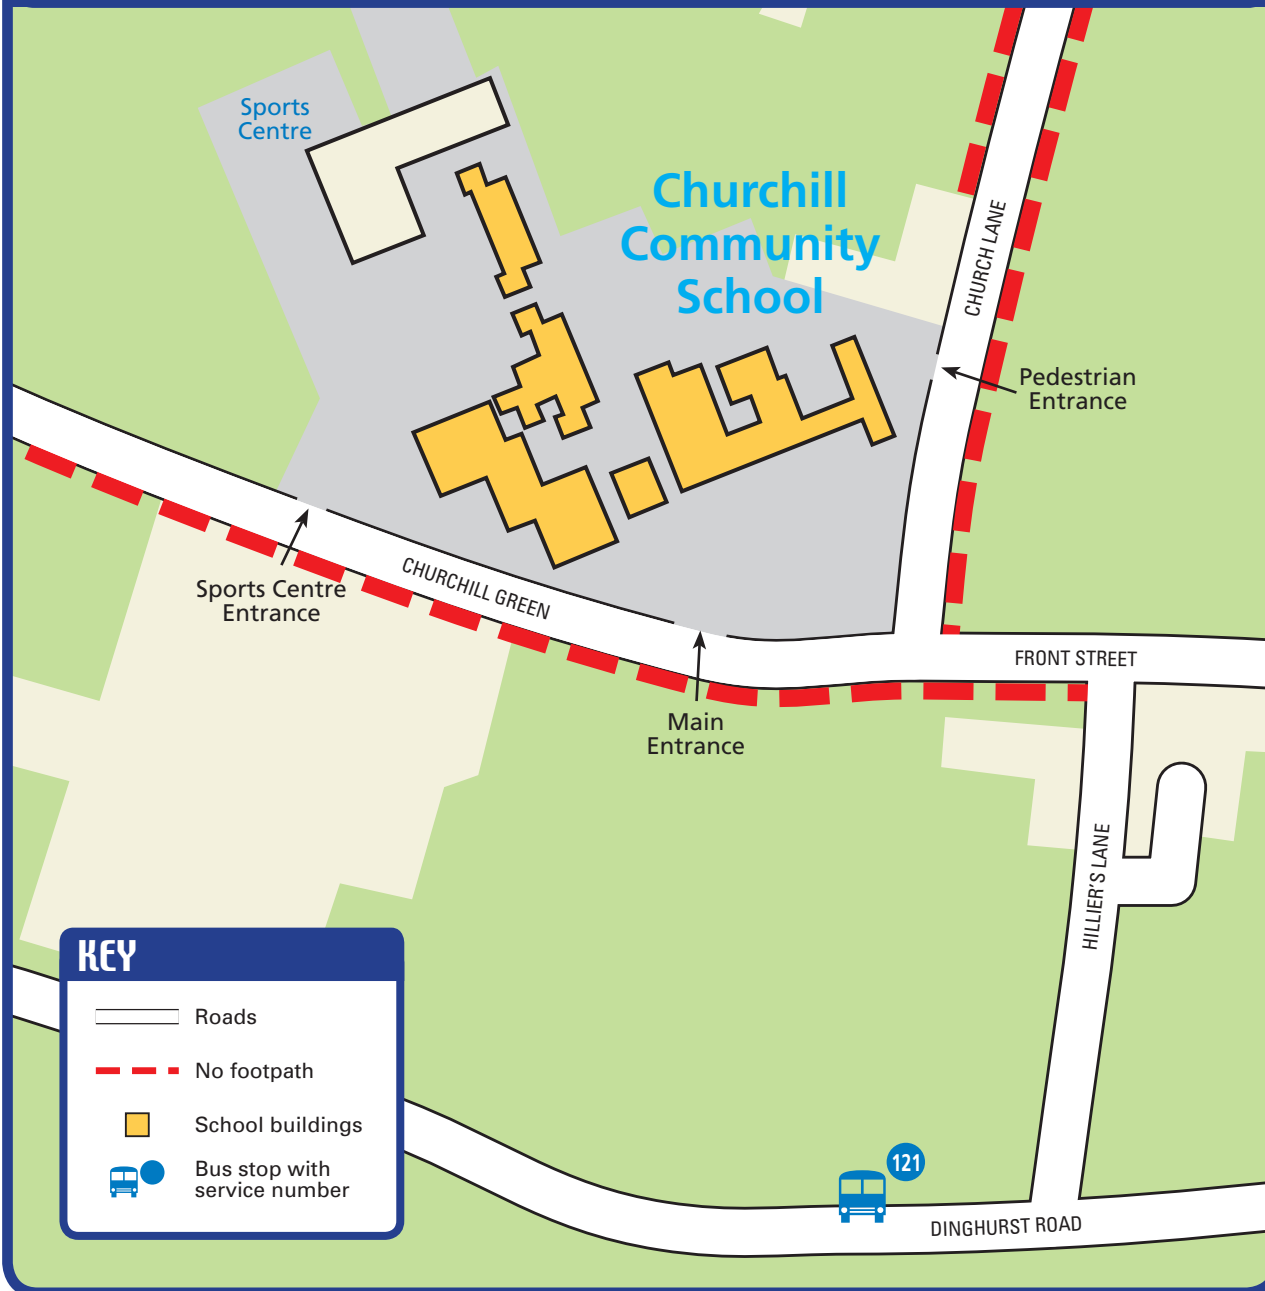 Sports
Centre
Churchill
Community
School
CHURCH LANE
Pedestrian
Entrance
Sports Centre
Entrance
CHURCHILL GREEN
FRONT STREET
Main
Entrance
HILLIER'S LANE
KEY
Roads
No footpath
School buildings
Bus stop with
service number
121
DINGHURST ROAD